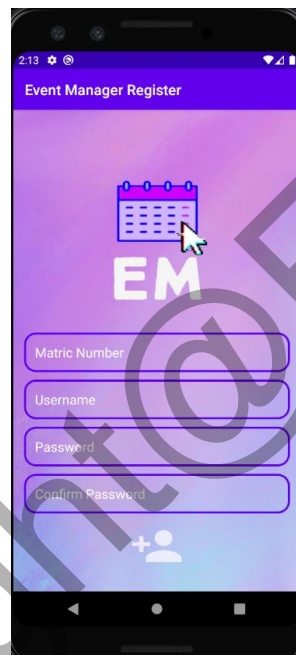 2:13
Event Manager Register
EM
Matric Number
Username
Password
Confirm Password